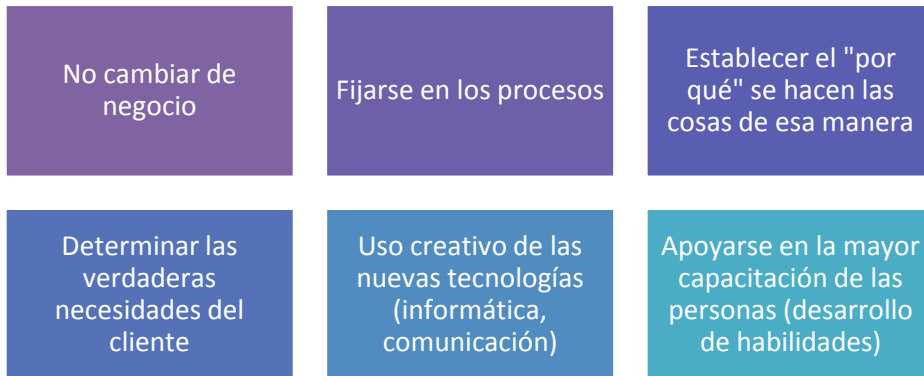 No cambiar de
negocio
Fijarse en los procesos
Establecer el "por
qué" se hacen las
cosas de esa manera
Determinar las
verdaderas
necesidades del
cliente
Uso creativo de las
nuevas tecnologías
(informática,
comunicación)
Apoyarse en la mayor
capacitación de las
personas (desarrollo
de habilidades)